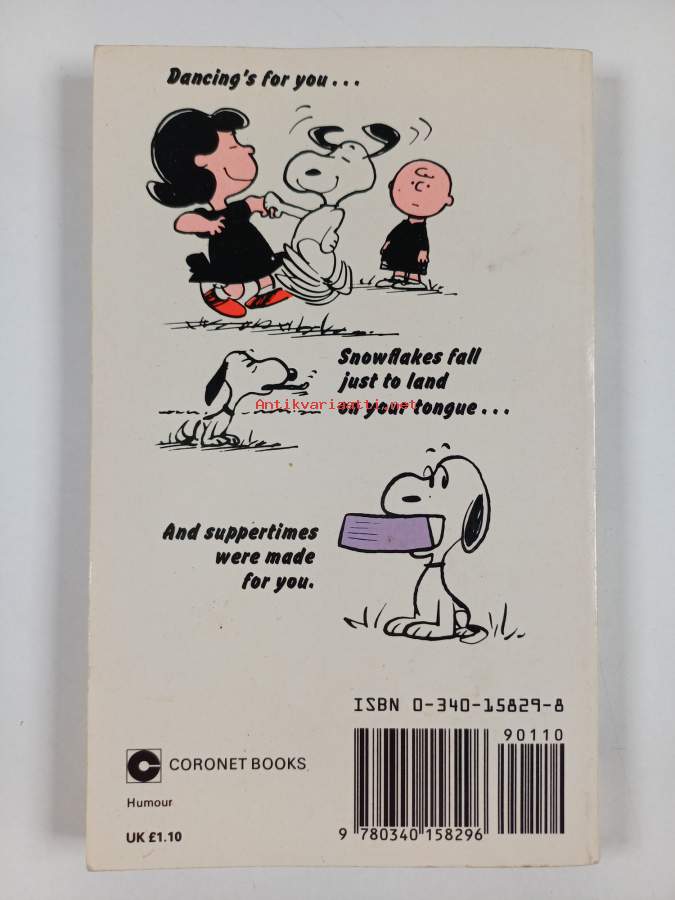 Dancing's for you...
Snowflakes fall
just to land
on your tongue...
Antikvariaatti.net
And suppertimes
were made
for you.
ISBN 0-340-15829-8
90110
CORONET BOOKS
Humour
UK £1.10
9 780340 158296